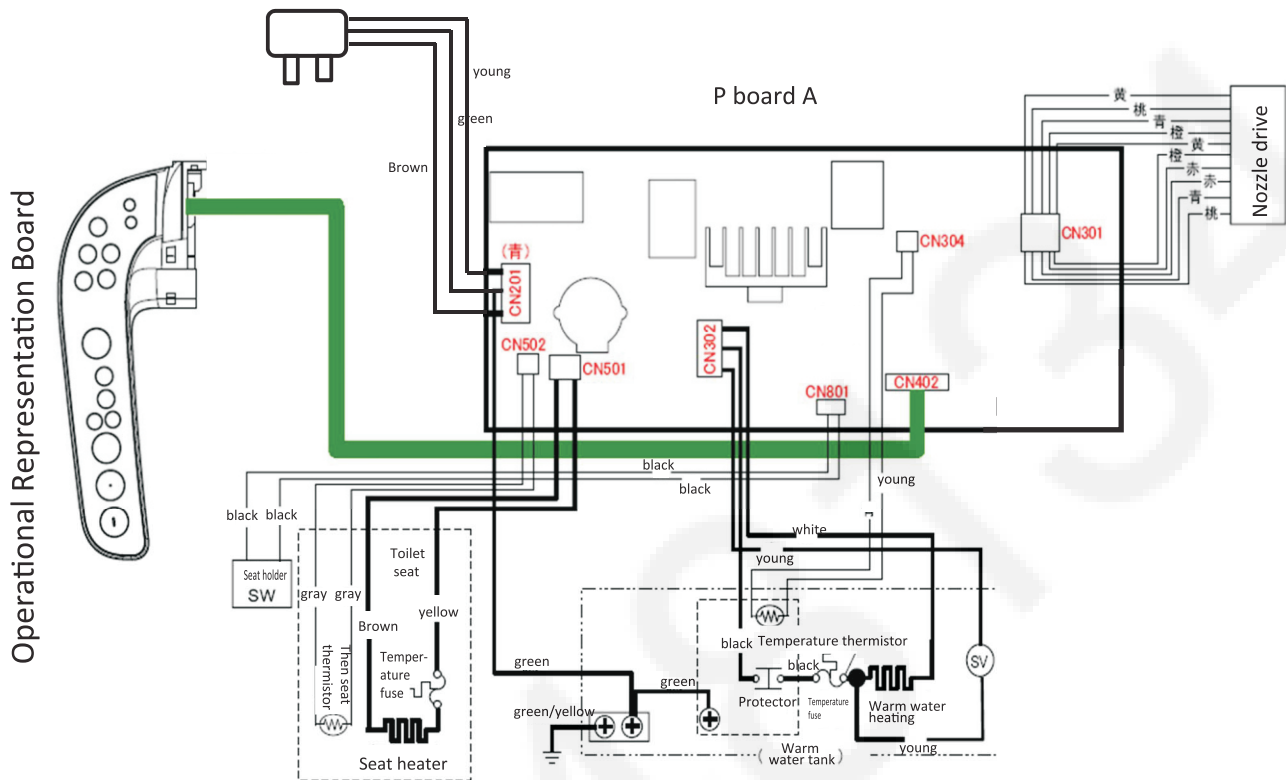 young
P board A
green
Brown
Operational Representation Board
黄
桃
青
橙
黄
橙
赤
赤
青
桃
Nozzle drive
(青)
CN201
CN304
CN301
CN502
CN501
CN302
CN801
CN402
black
black
young
black
black
white
young
Seat holder
SW
Toilet
seat
gray
gray
yellow
Brown
Then seat
thermistor
Temper-
ature
fuse
Seat heater
green
green
green/yellow
black
Temperature thermistor
black
Protector
Temperature
fuse
Warm water
heating
SV
young
(Warm
water tank)